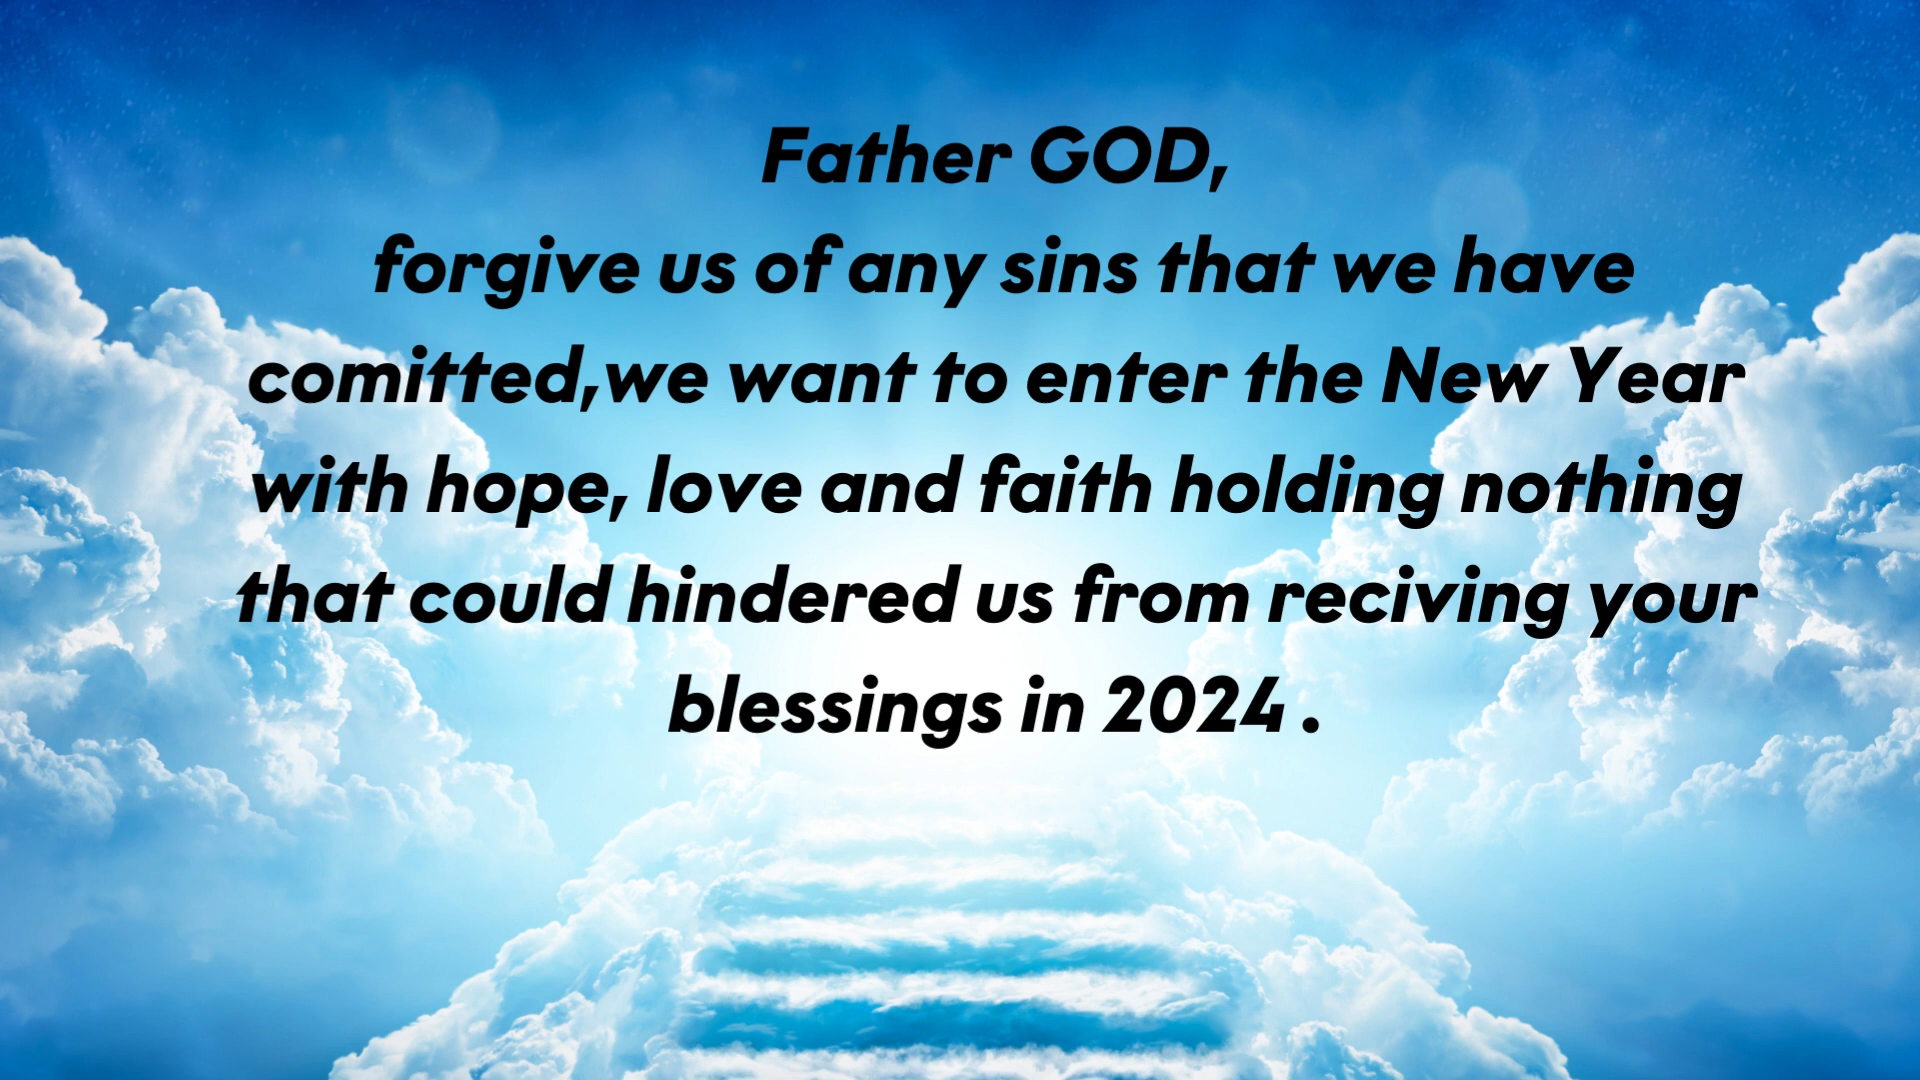 Father GOD,
forgive us of any sins that we have
comitted,we want to enter the New Year
with hope, love and faith holding nothing
that could hindered us from reciving your
blessings in 2024 .